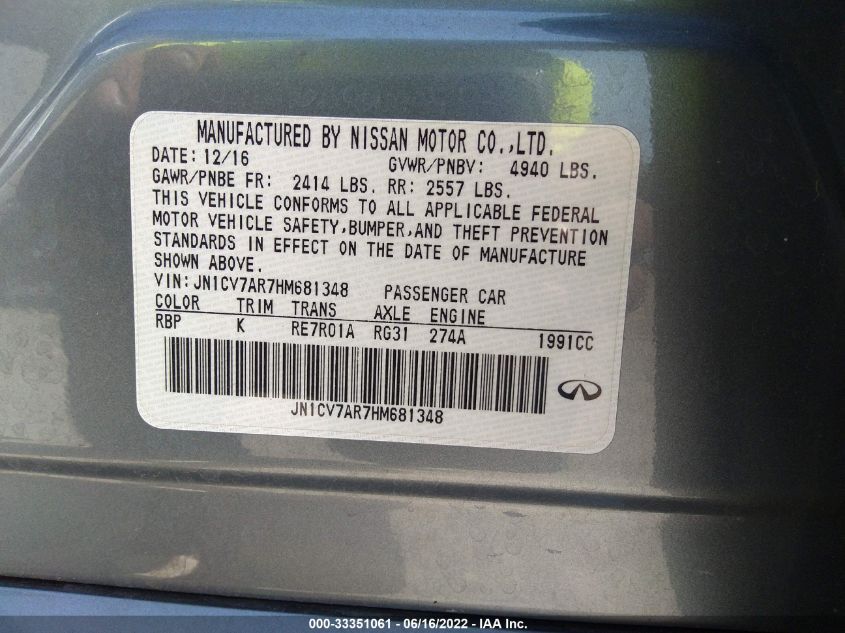 MANUFACTURED BY NISSAN MOTOR CO.,LTD.
DATE: 12/16 GVWR/PNBV: 4940 LBS.
GAWR/PNBE FR: 2414 LBS. RR: 2557 LBS.
THIS VEHICLE CONFORMS TO ALL APPLICABLE FEDERAL
MOTOR VEHICLE SAFETY,BUMPER,AND THEFT PREVENTION
STANDARDS IN EFFECT ON THE DATE OF MANUFACTURE
SHOWN ABOVE.
VIN:JN1CV7AR7HM681348 PASSENGER CAR
COLOR TRIM TRANS AXLE ENGINE
RBP K RE7R01A RG31 274A 1991CC
JN1CV7AR7HM681348
000-33351061 - 06/16/2022 - IAA Inc.